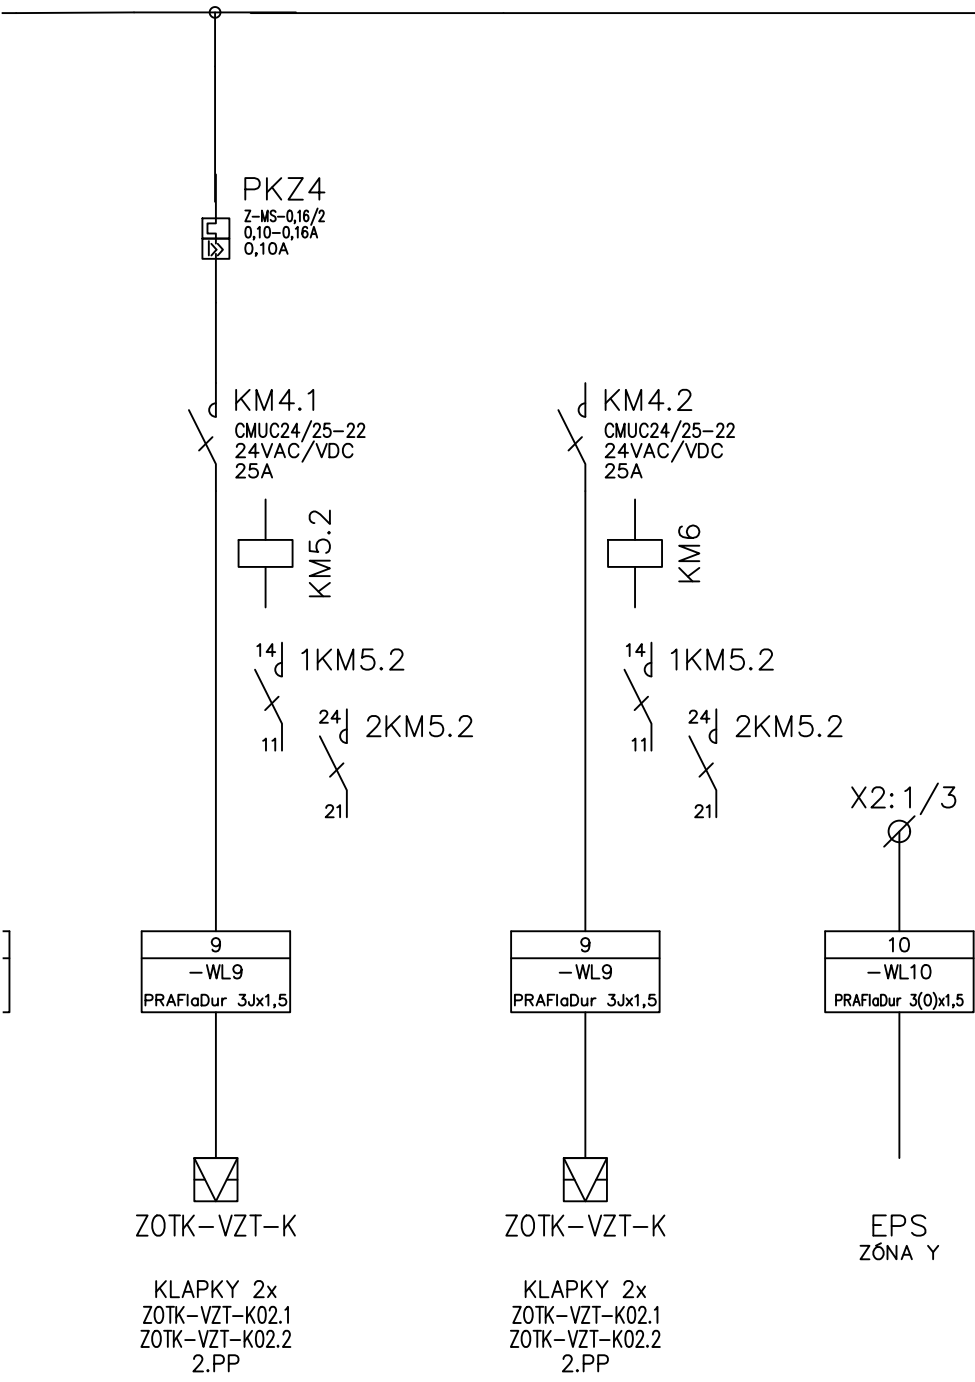 PKZ4
Z-MS-0,16/2
0,10-0,16A
0,10A
KM4.1
CMUC24/25-22
24VAC/VDC
25A
KM5.2
14
1KM5.2
11
24
2KM5.2
21
9
-WL9
PRAFlaDur 3Jx1,5
ZOTK-VZT-K
KLAPKY 2x
ZOTK-VZT-K02.1
ZOTK-VZT-K02.2
2.PP
KM4.2
CMUC24/25-22
24VAC/VDC
25A
KM6
14
1KM5.2
11
24
2KM5.2
21
9
-WL9
PRAFlaDur 3Jx1,5
ZOTK-VZT-K
KLAPKY 2x
ZOTK-VZT-K02.1
ZOTK-VZT-K02.2
2.PP
X2:1/3
10
-WL10
PRAFlaDur 3(O)x1,5
EPS
ZÓNA Y